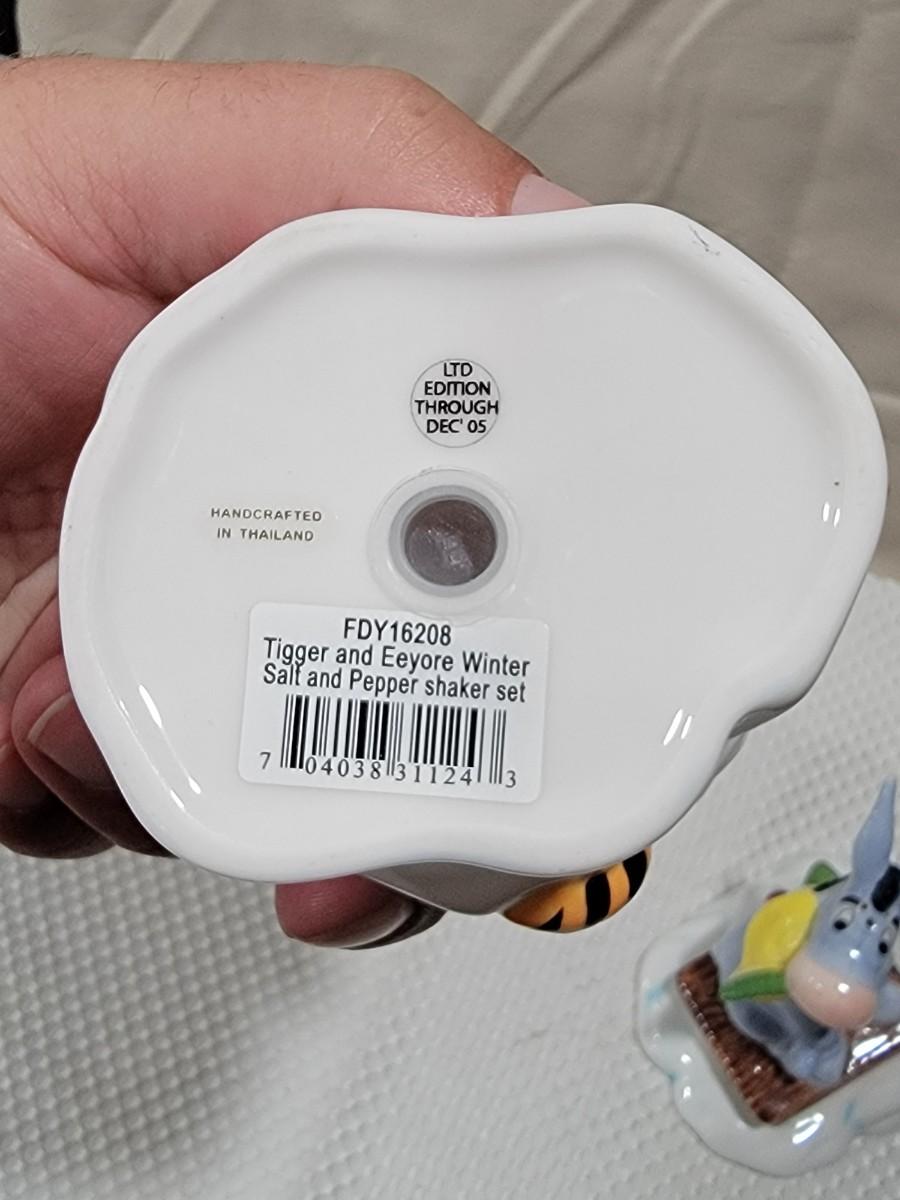 LTD
EDITION
THROUGH
DEC' 05
HANDCRAFTED
IN THAILAND
FDY16208
Tigger and Eeyore Winter
Salt and Pepper shaker set
7 04038 31124 3